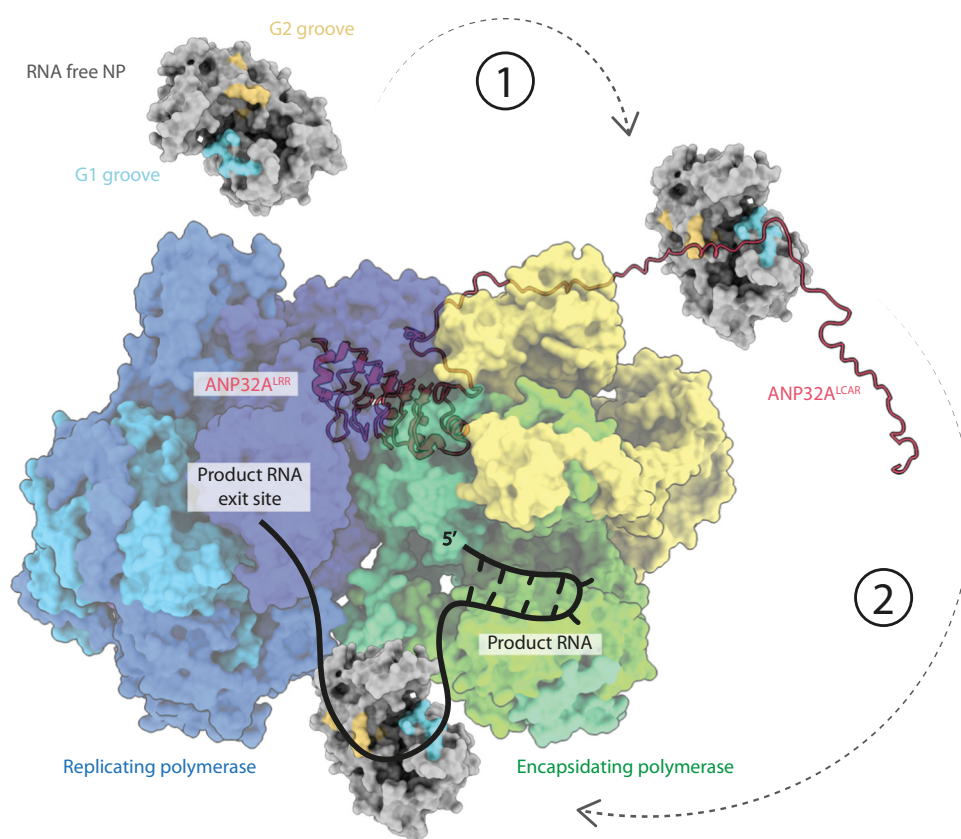 G2 groove
RNA free NP
1
G1 groove
ANP32A^LRR
ANP32A^LCAR
Product RNA
exit site
5'
2
Product RNA
Replicating polymerase
Encapsidating polymerase